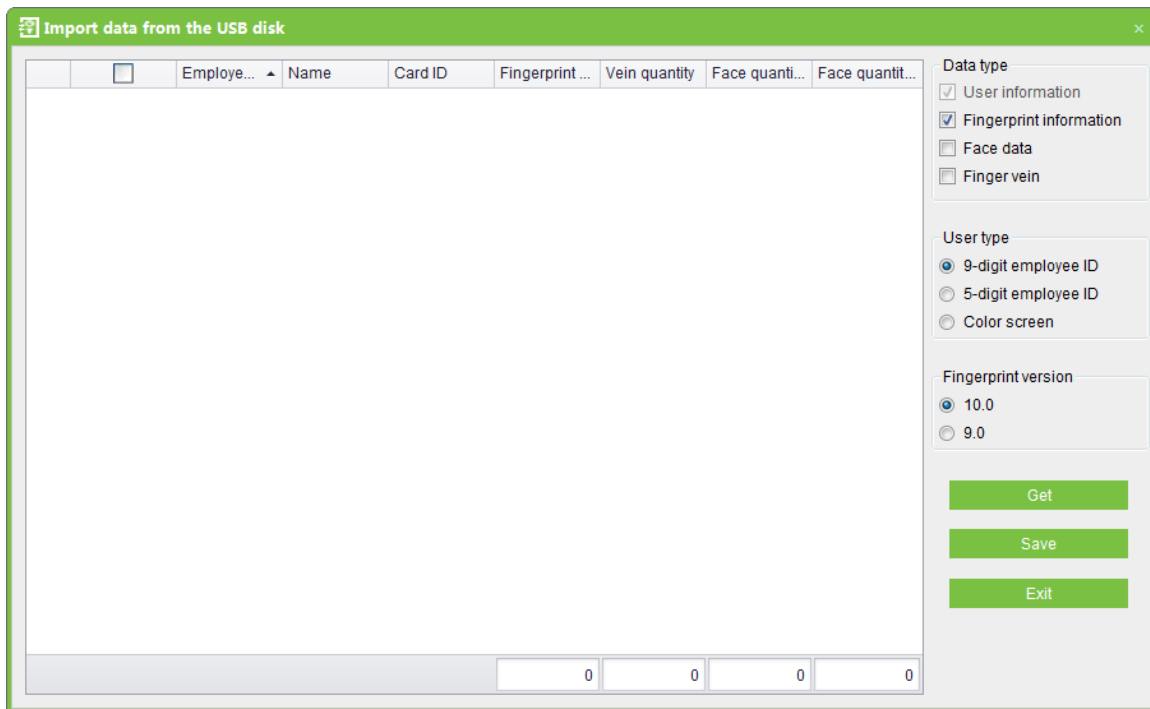 Import data from the USB disk
Employe... Name Card ID Fingerprint ... Vein quantity Face quanti... Face quantit...
0 0 0 0
Data type
User information
Fingerprint information
Face data
Finger vein
User type
9-digit employee ID
5-digit employee ID
Color screen
Fingerprint version
10.0
9.0
Get
Save
Exit